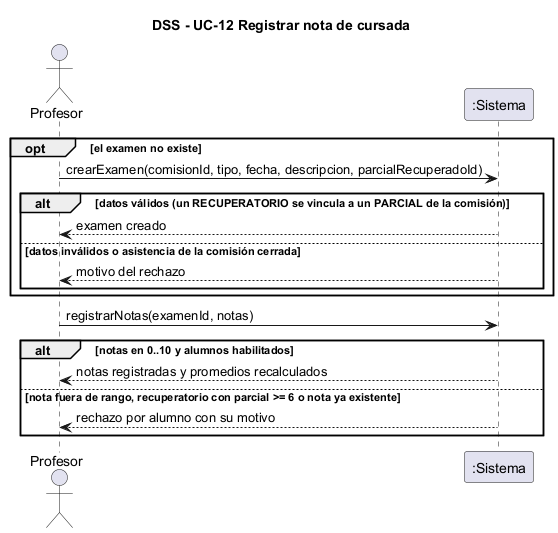 DSS - UC-12 Registrar nota de cursada
Profesor
:Sistema
opt [el examen no existe]
crearExamen(comisionId, tipo, fecha, descripcion, parcialRecuperadoId)
alt [datos válidos (un RECUPERATORIO se vincula a un PARCIAL de la comisión)]
examen creado
[datos inválidos o asistencia de la comisión cerrada]
motivo del rechazo
registrarNotas(examenId, notas)
alt [notas en 0..10 y alumnos habilitados]
notas registradas y promedios recalculados
[nota fuera de rango, recuperatorio con parcial >= 6 o nota ya existente]
rechazo por alumno con su motivo
Profesor
:Sistema